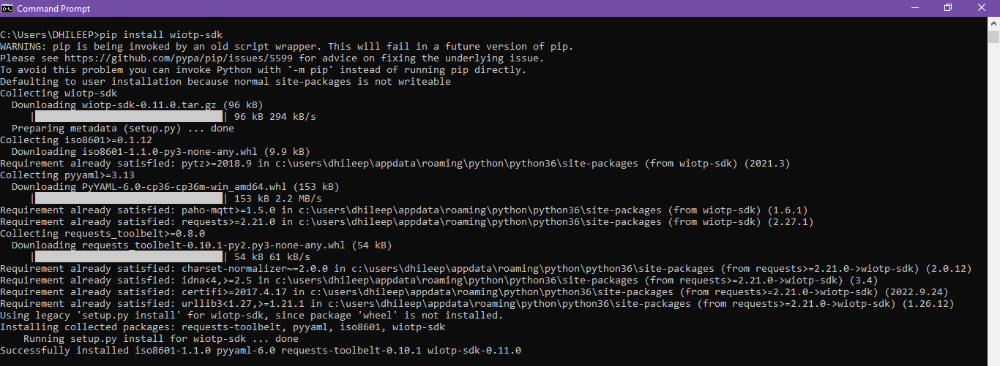 Command Prompt
C:\Users\DHILEEP>pip install wiotp-sdk
WARNING: pip is being invoked by an old script wrapper. This will fail in a future version of pip.
Please see https://github.com/pypa/pip/issues/5599 for advice on fixing the underlying issue.
To avoid this problem you can invoke Python with '-m pip' instead of running pip directly.
Defaulting to user installation because normal site-packages is not writeable
Collecting wiotp-sdk
  Downloading wiotp-sdk-0.11.0.tar.gz (96 kB)
     |████████████████████████████████| 96 kB 294 kB/s
  Preparing metadata (setup.py) ... done
Collecting iso8601>=0.1.12
  Downloading iso8601-1.1.0-py3-none-any.whl (9.9 kB)
Requirement already satisfied: pytz>=2018.9 in c:\users\dhileep\appdata\roaming\python\python36\site-packages (from wiotp-sdk) (2021.3)
Collecting pyyaml>=3.13
  Downloading PyYAML-6.0-cp36-cp36m-win_amd64.whl (153 kB)
     |████████████████████████████████| 153 kB 2.2 MB/s
Requirement already satisfied: paho-mqtt>=1.5.0 in c:\users\dhileep\appdata\roaming\python\python36\site-packages (from wiotp-sdk) (1.6.1)
Requirement already satisfied: requests>=2.21.0 in c:\users\dhileep\appdata\roaming\python\python36\site-packages (from wiotp-sdk) (2.27.1)
Collecting requests_toolbelt>=0.8.0
  Downloading requests_toolbelt-0.10.1-py2.py3-none-any.whl (54 kB)
     |████████████████████████████████| 54 kB 61 kB/s
Requirement already satisfied: charset-normalizer~=2.0.0 in c:\users\dhileep\appdata\roaming\python\python36\site-packages (from requests>=2.21.0->wiotp-sdk) (2.0.12)
Requirement already satisfied: idna<4,>=2.5 in c:\users\dhileep\appdata\roaming\python\python36\site-packages (from requests>=2.21.0->wiotp-sdk) (3.4)
Requirement already satisfied: certifi>=2017.4.17 in c:\users\dhileep\appdata\roaming\python\python36\site-packages (from requests>=2.21.0->wiotp-sdk) (2022.9.24)
Requirement already satisfied: urllib3<1.27,>=1.21.1 in c:\users\dhileep\appdata\roaming\python\python36\site-packages (from requests>=2.21.0->wiotp-sdk) (1.26.12)
Using legacy 'setup.py install' for wiotp-sdk, since package 'wheel' is not installed.
Installing collected packages: requests-toolbelt, pyyaml, iso8601, wiotp-sdk
    Running setup.py install for wiotp-sdk ... done
Successfully installed iso8601-1.1.0 pyyaml-6.0 requests-toolbelt-0.10.1 wiotp-sdk-0.11.0